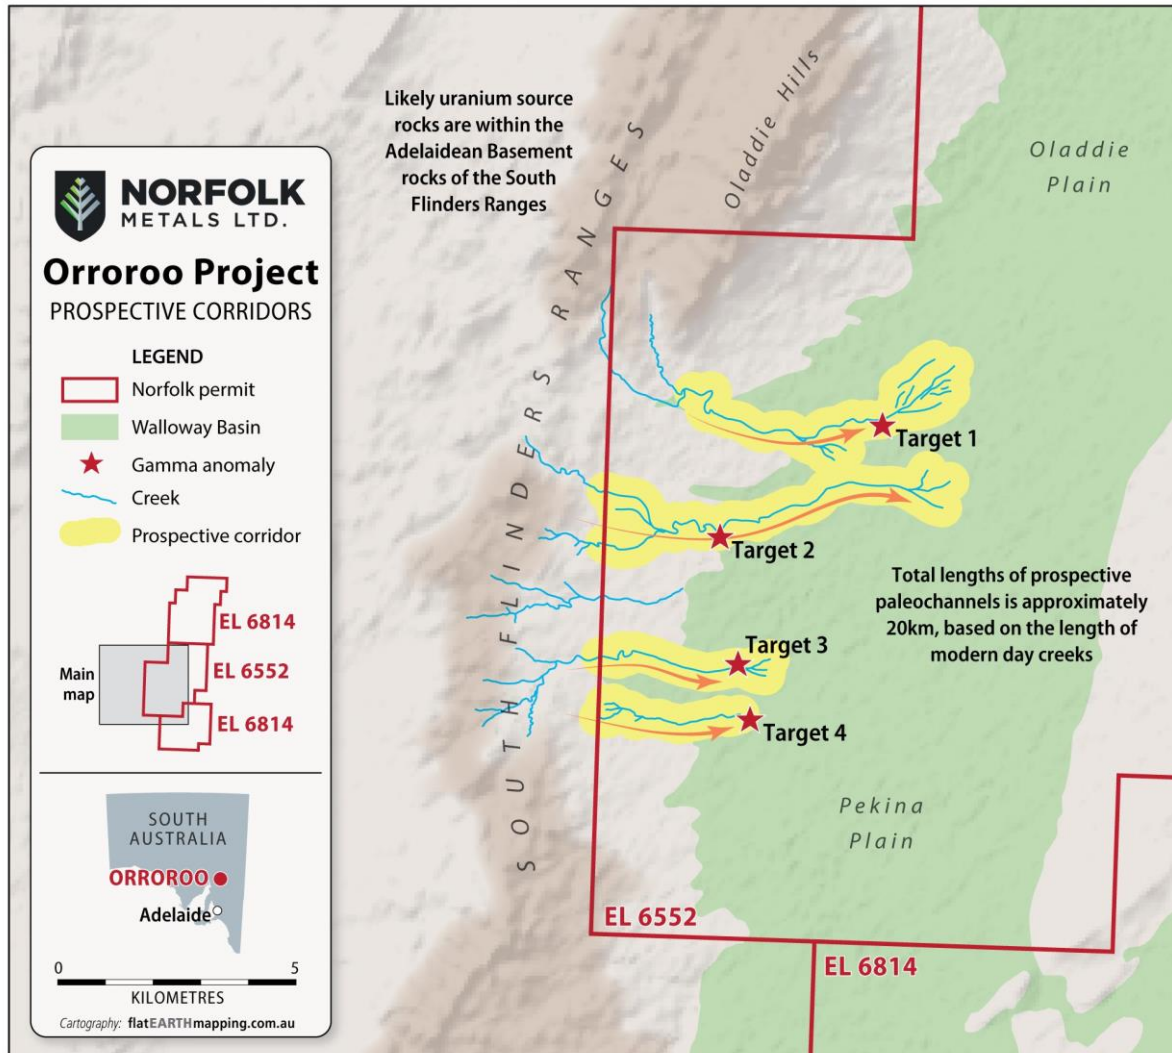 NORFOLK
METALS LTD.
Orroroo Project
PROSPECTIVE CORRIDORS
LEGEND
Norfolk permit
Walloway Basin
Gamma anomaly
Creek
Prospective corridor
EL 6814
EL 6552
EL 6814
Main
map
SOUTH
AUSTRALIA
ORROROO
Adelaide
0 5
KILOMETRES
Cartography: flatEARTHmapping.com.au
Likely uranium source
rocks are within the
Adelaidean Basement
rocks of the South
Flinders Ranges
Oladdie Hills
Oladdie
Plain
SOUTH FLINDERS RANGES
Target 1
Target 2
Total lengths of prospective
paleochannels is approximately
20km, based on the length of
modern day creeks
Target 3
Target 4
Pekina
Plain
EL 6552
EL 6814